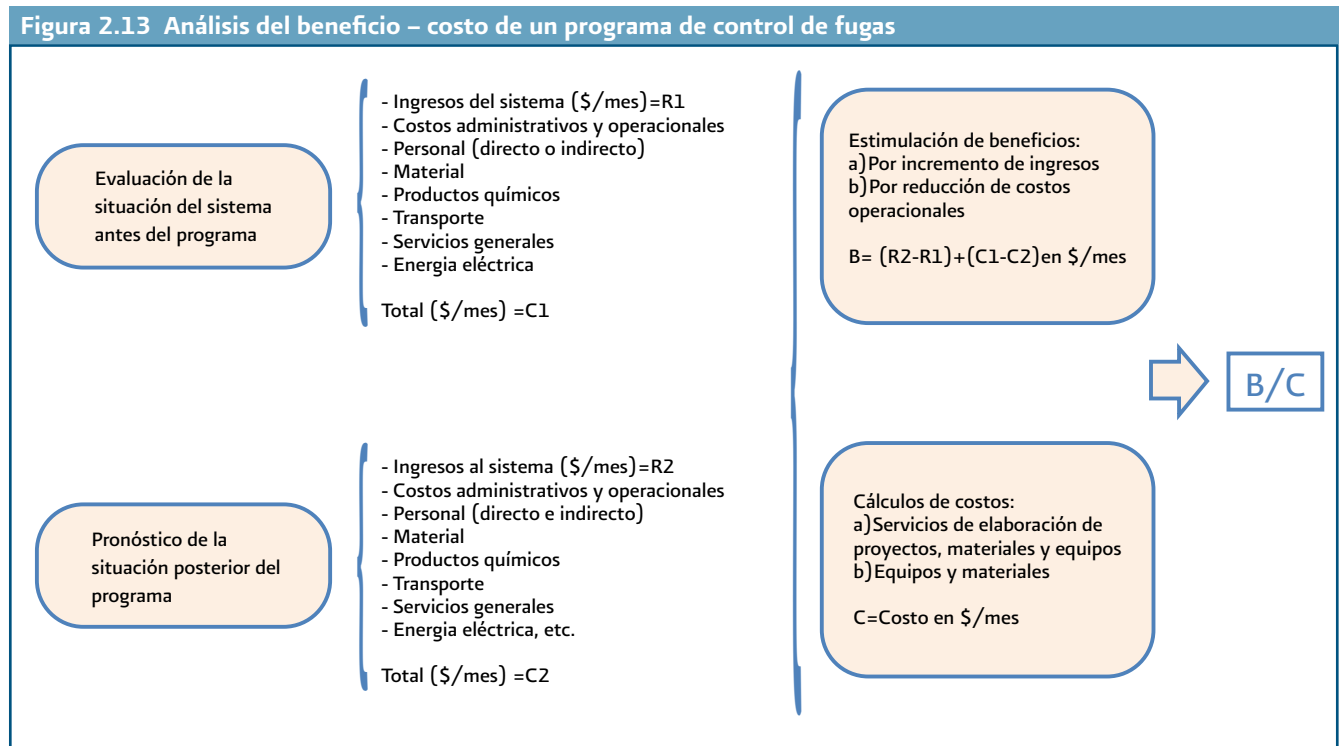 Figura 2.13 Análisis del beneficio – costo de un programa de control de fugas
Evaluación de la
situación del sistema
antes del programa
- Ingresos del sistema ($/mes)=R1
- Costos administrativos y operacionales
- Personal (directo o indirecto)
- Material
- Productos químicos
- Transporte
- Servicios generales
- Energia eléctrica
Total ($/mes) =C1
Pronóstico de la
situación posterior del
programa
- Ingresos al sistema ($/mes)=R2
- Costos administrativos y operacionales
- Personal (directo e indirecto)
- Material
- Productos químicos
- Transporte
- Servicios generales
- Energia eléctrica, etc.
Total ($/mes) =C2
Estimulación de beneficios:
a)Por incremento de ingresos
b)Por reducción de costos
operacionales
B= (R2-R1)+(C1-C2)en $/mes
Cálculos de costos:
a)Servicios de elaboración de
proyectos, materiales y equipos
b)Equipos y materiales
C=Costo en $/mes
B/C